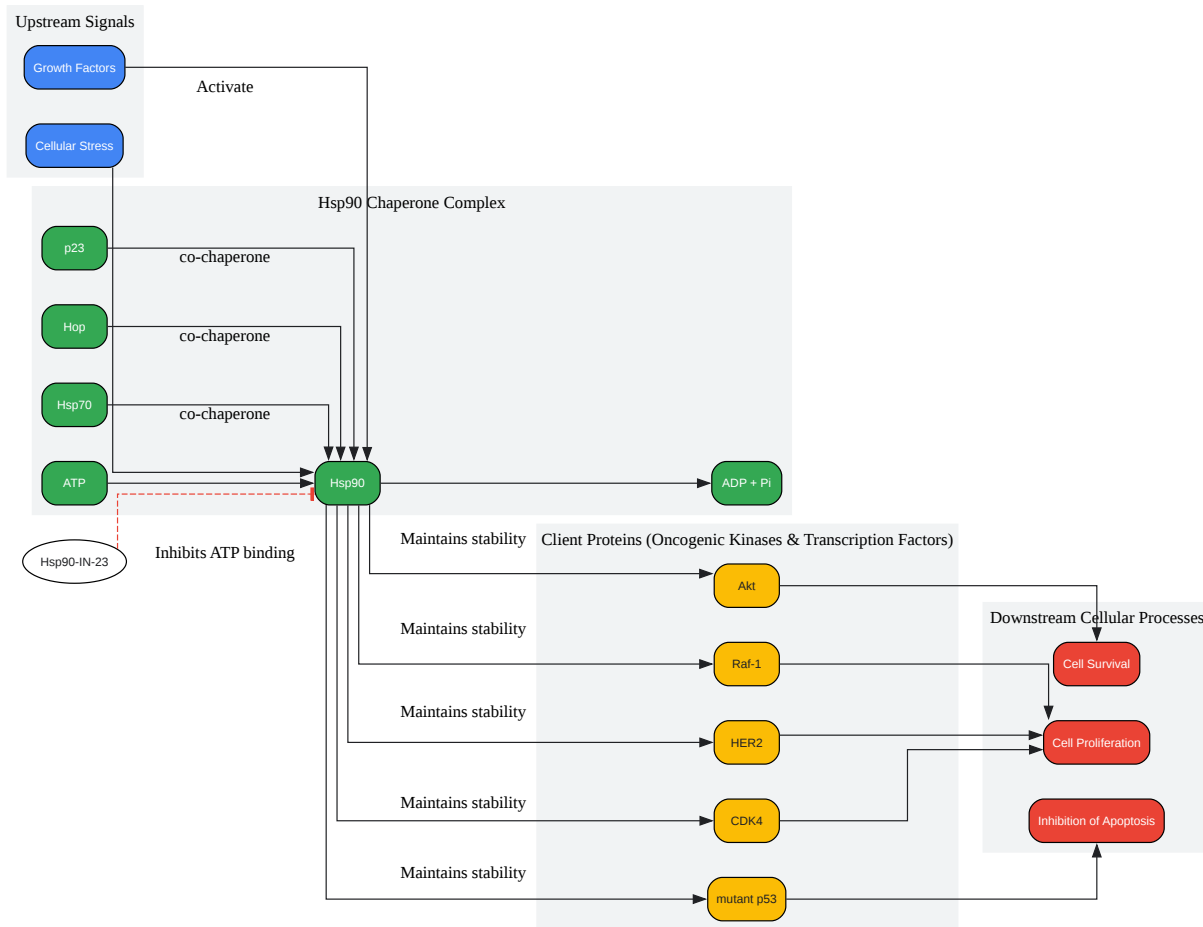 Upstream Signals
Growth Factors
Activate
Cellular Stress
Hsp90 Chaperone Complex
p23
co-chaperone
Hop
co-chaperone
Hsp70
co-chaperone
ATP
Hsp90
ADP + Pi
Hsp90-IN-23
Inhibits ATP binding
Maintains stability
Client Proteins (Oncogenic Kinases & Transcription Factors)
Akt
Maintains stability
Downstream Cellular Processes
Raf-1
Cell Survival
Maintains stability
HER2
Cell Proliferation
Maintains stability
CDK4
Inhibition of Apoptosis
Maintains stability
mutant p53